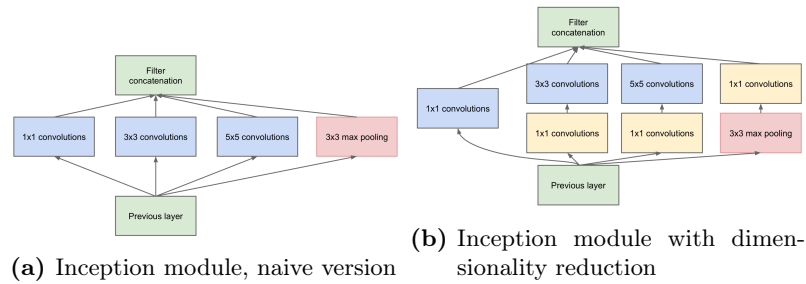 Filter
concatenation
1x1 convolutions
3x3 convolutions
5x5 convolutions
3x3 max pooling
Previous layer
(a) Inception module, naive version
Filter
concatenation
3x3 convolutions
5x5 convolutions
1x1 convolutions
1x1 convolutions
1x1 convolutions
1x1 convolutions
3x3 max pooling
Previous layer
(b) Inception module with dimen-
sionality reduction